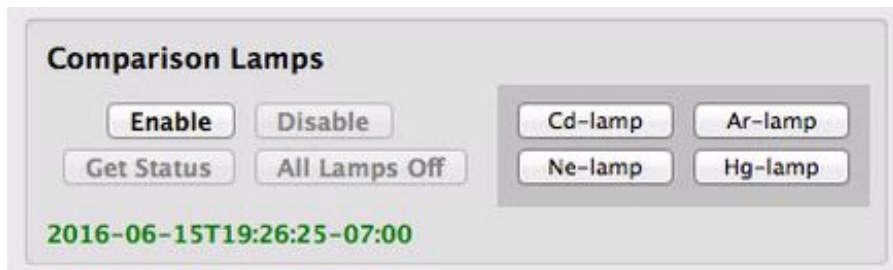 Comparison Lamps
Enable Disable Cd-lamp Ar-lamp
Get Status All Lamps Off Ne-lamp Hg-lamp
2016-06-15T19:26:25-07:00